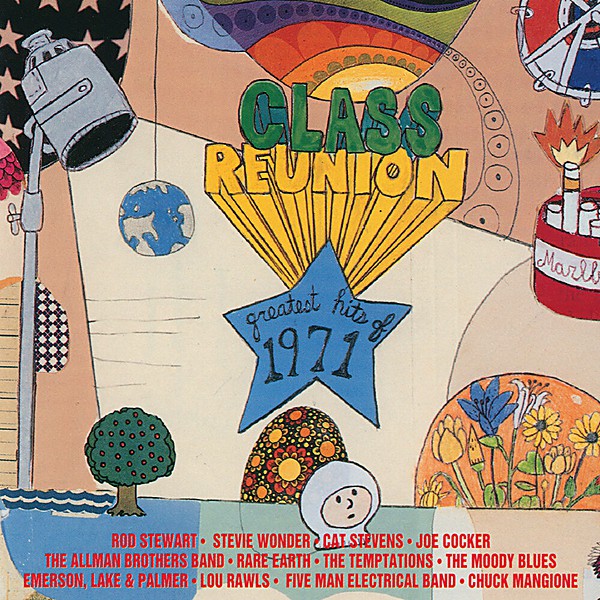 CLASS
REUNION
greatest hits of
1971
Marlb
ROD STEWART • STEVIE WONDER • CAT STEVENS • JOE COCKER
THE ALLMAN BROTHERS BAND • RARE EARTH • THE TEMPTATIONS • THE MOODY BLUES
EMERSON, LAKE & PALMER • LOU RAWLS • FIVE MAN ELECTRICAL BAND • CHUCK MANGIONE